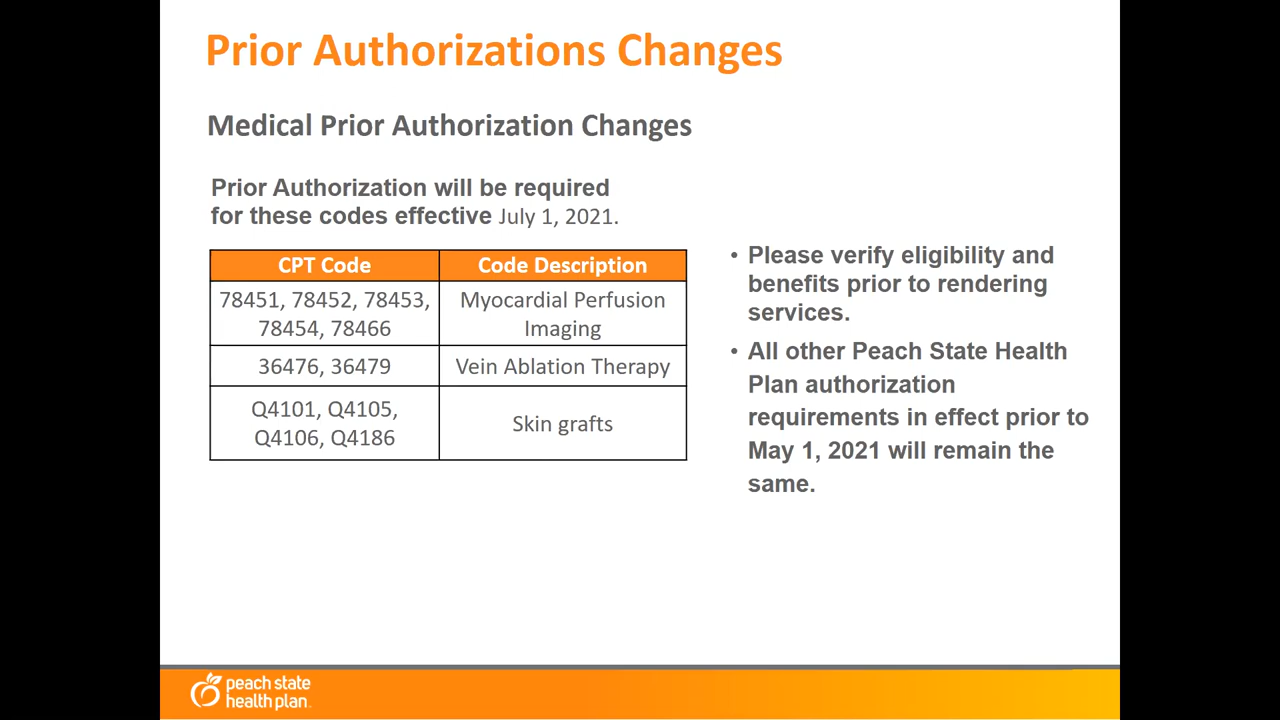 Prior Authorizations Changes
Medical Prior Authorization Changes
Prior Authorization will be required
for these codes effective July 1, 2021.
CPT Code
Code Description
78451, 78452, 78453,
78454, 78466
Myocardial Perfusion
Imaging
36476, 36479
Vein Ablation Therapy
Q4101, Q4105,
Q4106, Q4186
Skin grafts
• Please verify eligibility and
benefits prior to rendering
services.
• All other Peach State Health
Plan authorization
requirements in effect prior to
May 1, 2021 will remain the
same.
peach state
health plan.